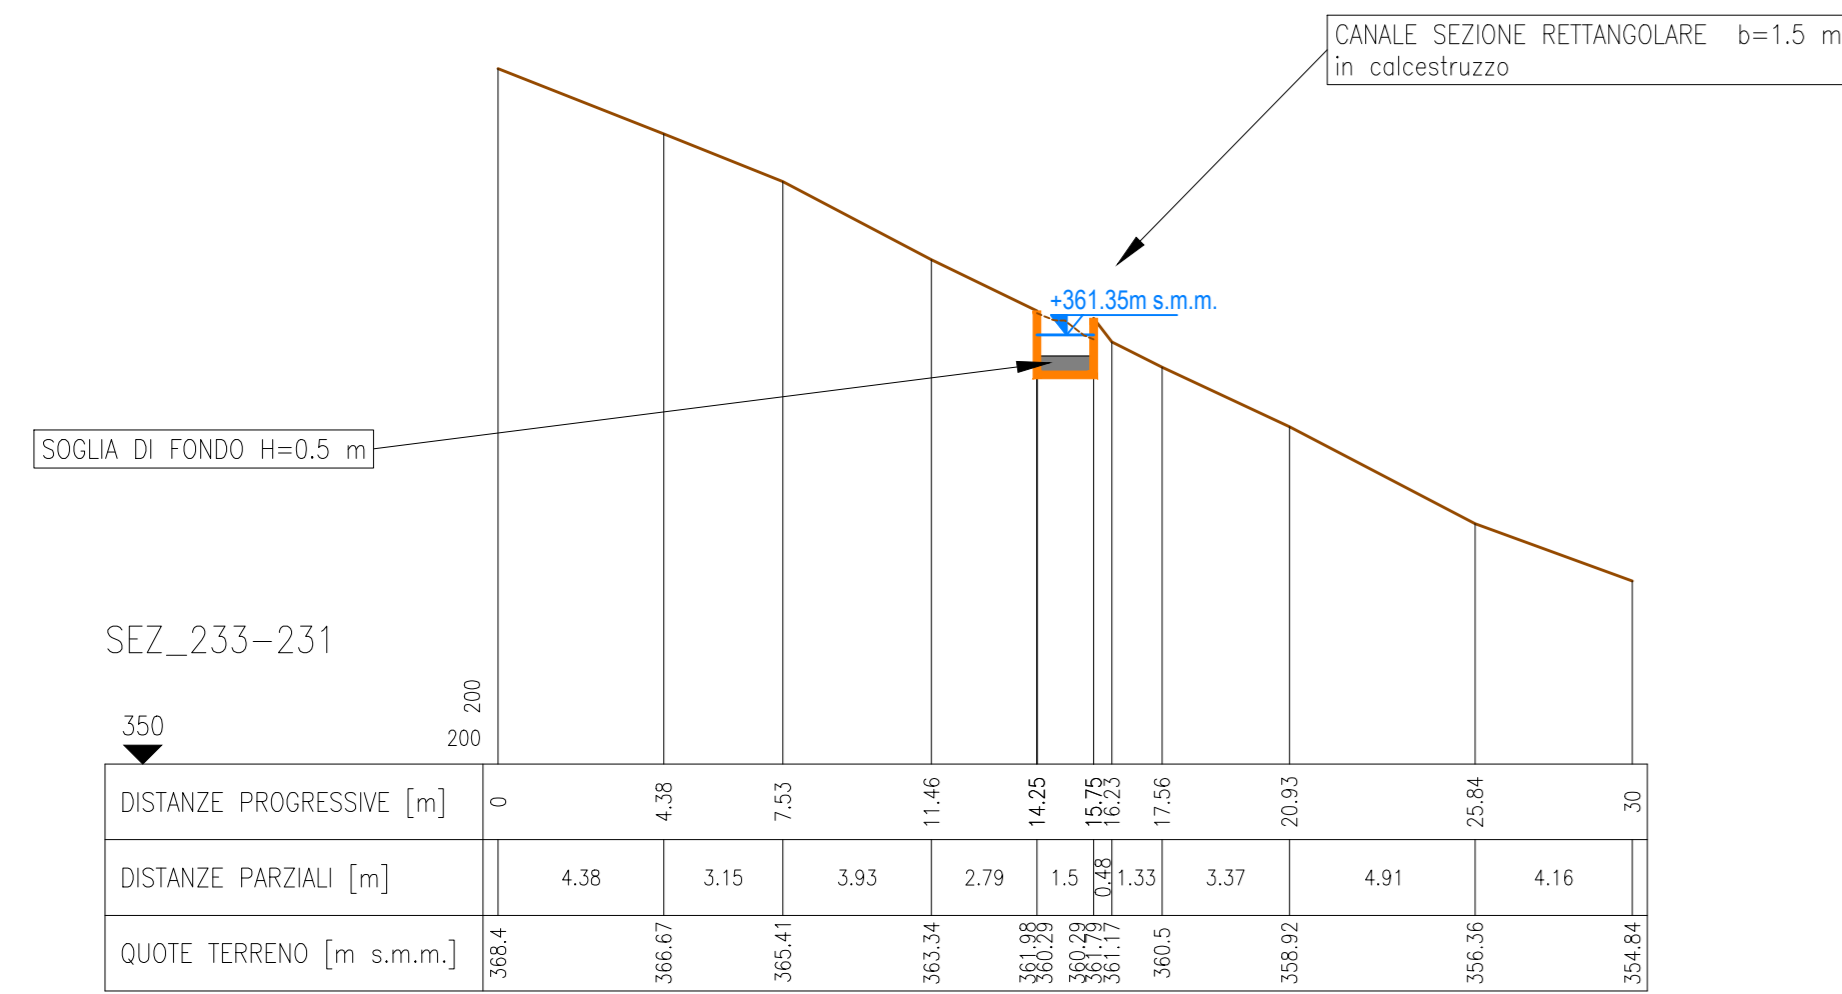 CANALE SEZIONE RETTANGOLARE b=1.5 m
in calcestruzzo
+361.35m s.m.m.
SOGLIA DI FONDO H=0.5 m
SEZ_233-231
200
350
200
DISTANZE PROGRESSIVE [m] 0 4.38 7.53 11.46 14.25 15.75 16.23 17.56 20.93 25.84 30
DISTANZE PARZIALI [m] 4.38 3.15 3.93 2.79 1.5 0.48 1.33 3.37 4.91 4.16
QUOTE TERRENO [m s.m.m.] 368.4 366.67 365.41 363.34 361.98 360.29 360.29 361.79 361.17 360.5 358.92 356.36 354.84